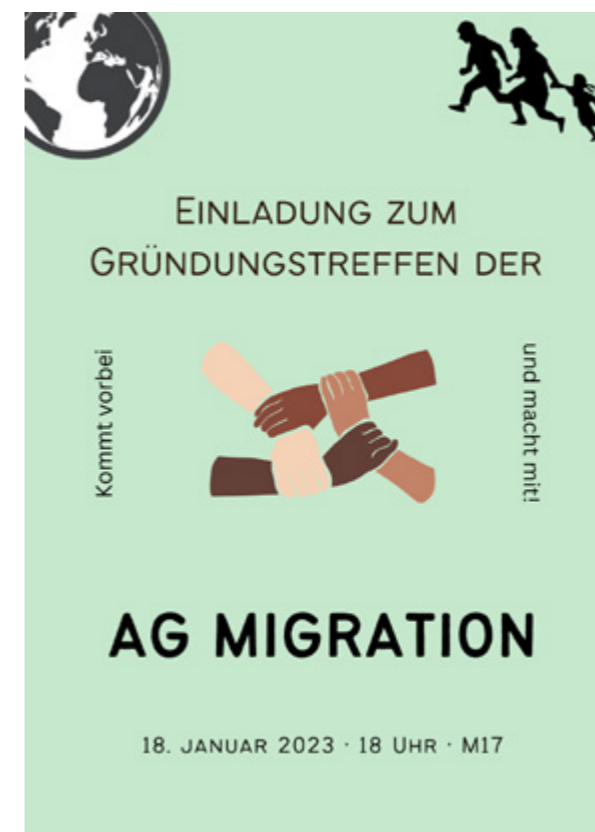 Einladung zum
Gründungstreffen der
Kommt vorbei
und macht mit!
AG MIGRATION
18. Januar 2023 · 18 Uhr · M17